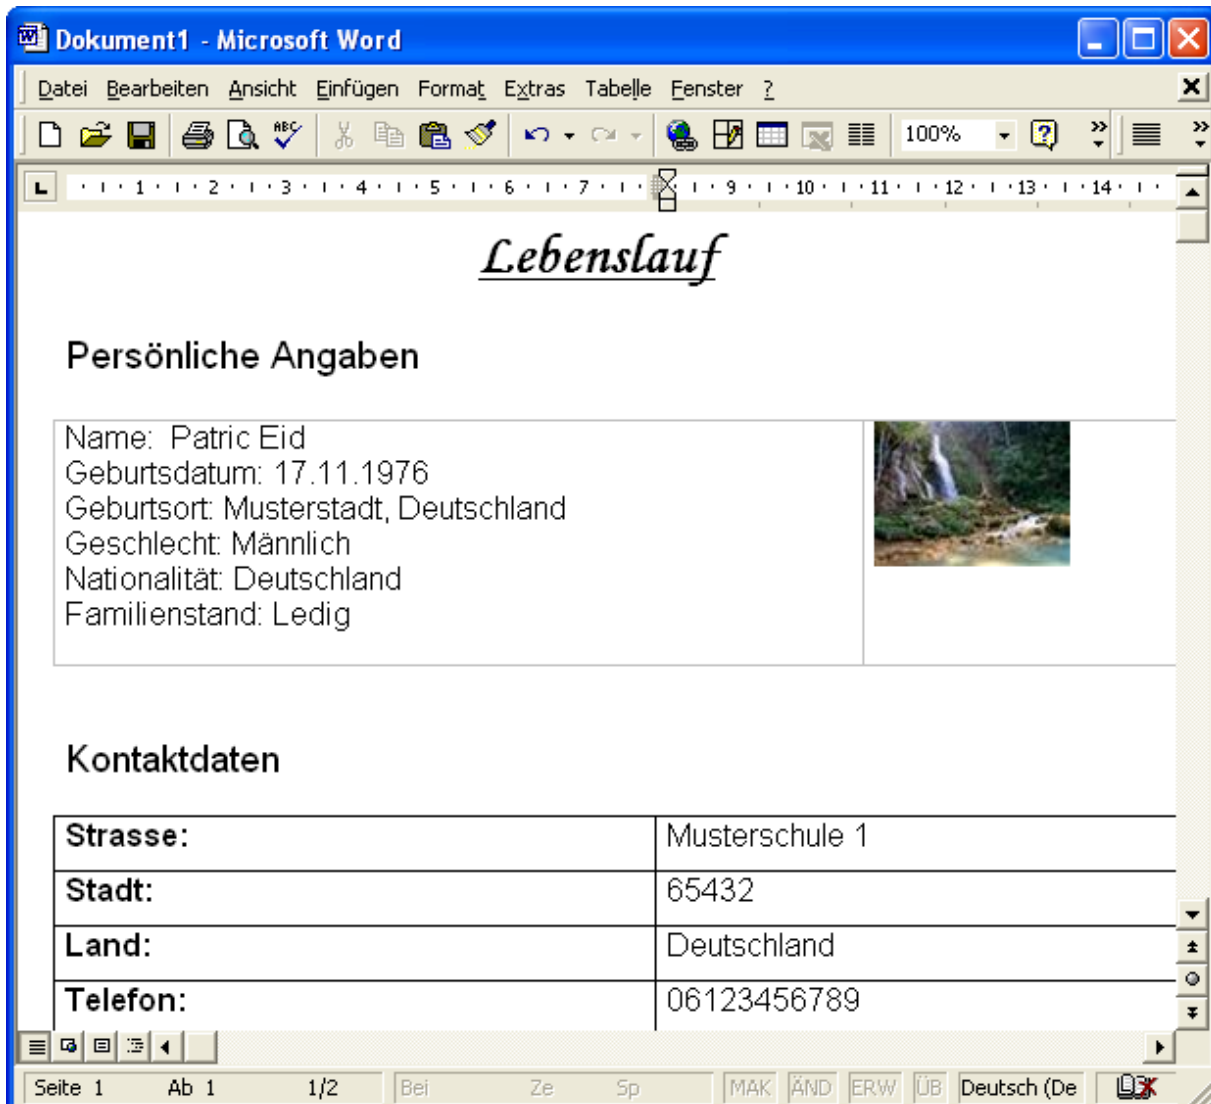 Dokument1 - Microsoft Word
Datei Bearbeiten Ansicht Einfügen Format Extras Tabelle Fenster ?
ABC 100%
1 2 3 4 5 6 7 9 10 11 12 13 14
Lebenslauf
Persönliche Angaben
Name: Patric Eid
Geburtsdatum: 17.11.1976
Geburtsort: Musterstadt, Deutschland
Geschlecht: Männlich
Nationalität: Deutschland
Familienstand: Ledig
Kontaktdaten
Strasse: Musterschule 1
Stadt: 65432
Land: Deutschland
Telefon: 06123456789
Seite 1 Ab 1 1/2 Bei Ze Sp MAK ÄND ERW ÜB Deutsch (De